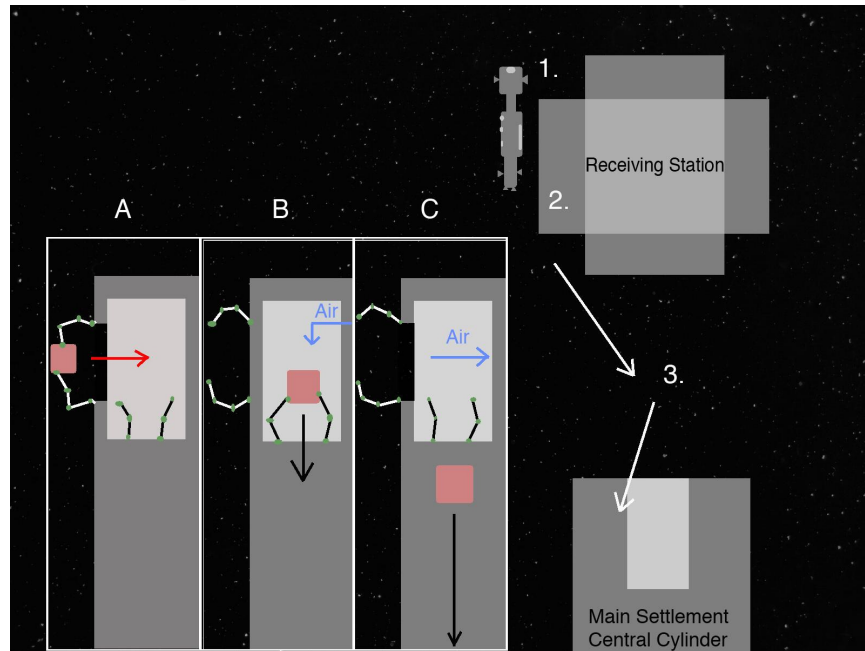 1.
Receiving Station
2.
A
B
C
Air
Air
3.
Main Settlement
Central Cylinder